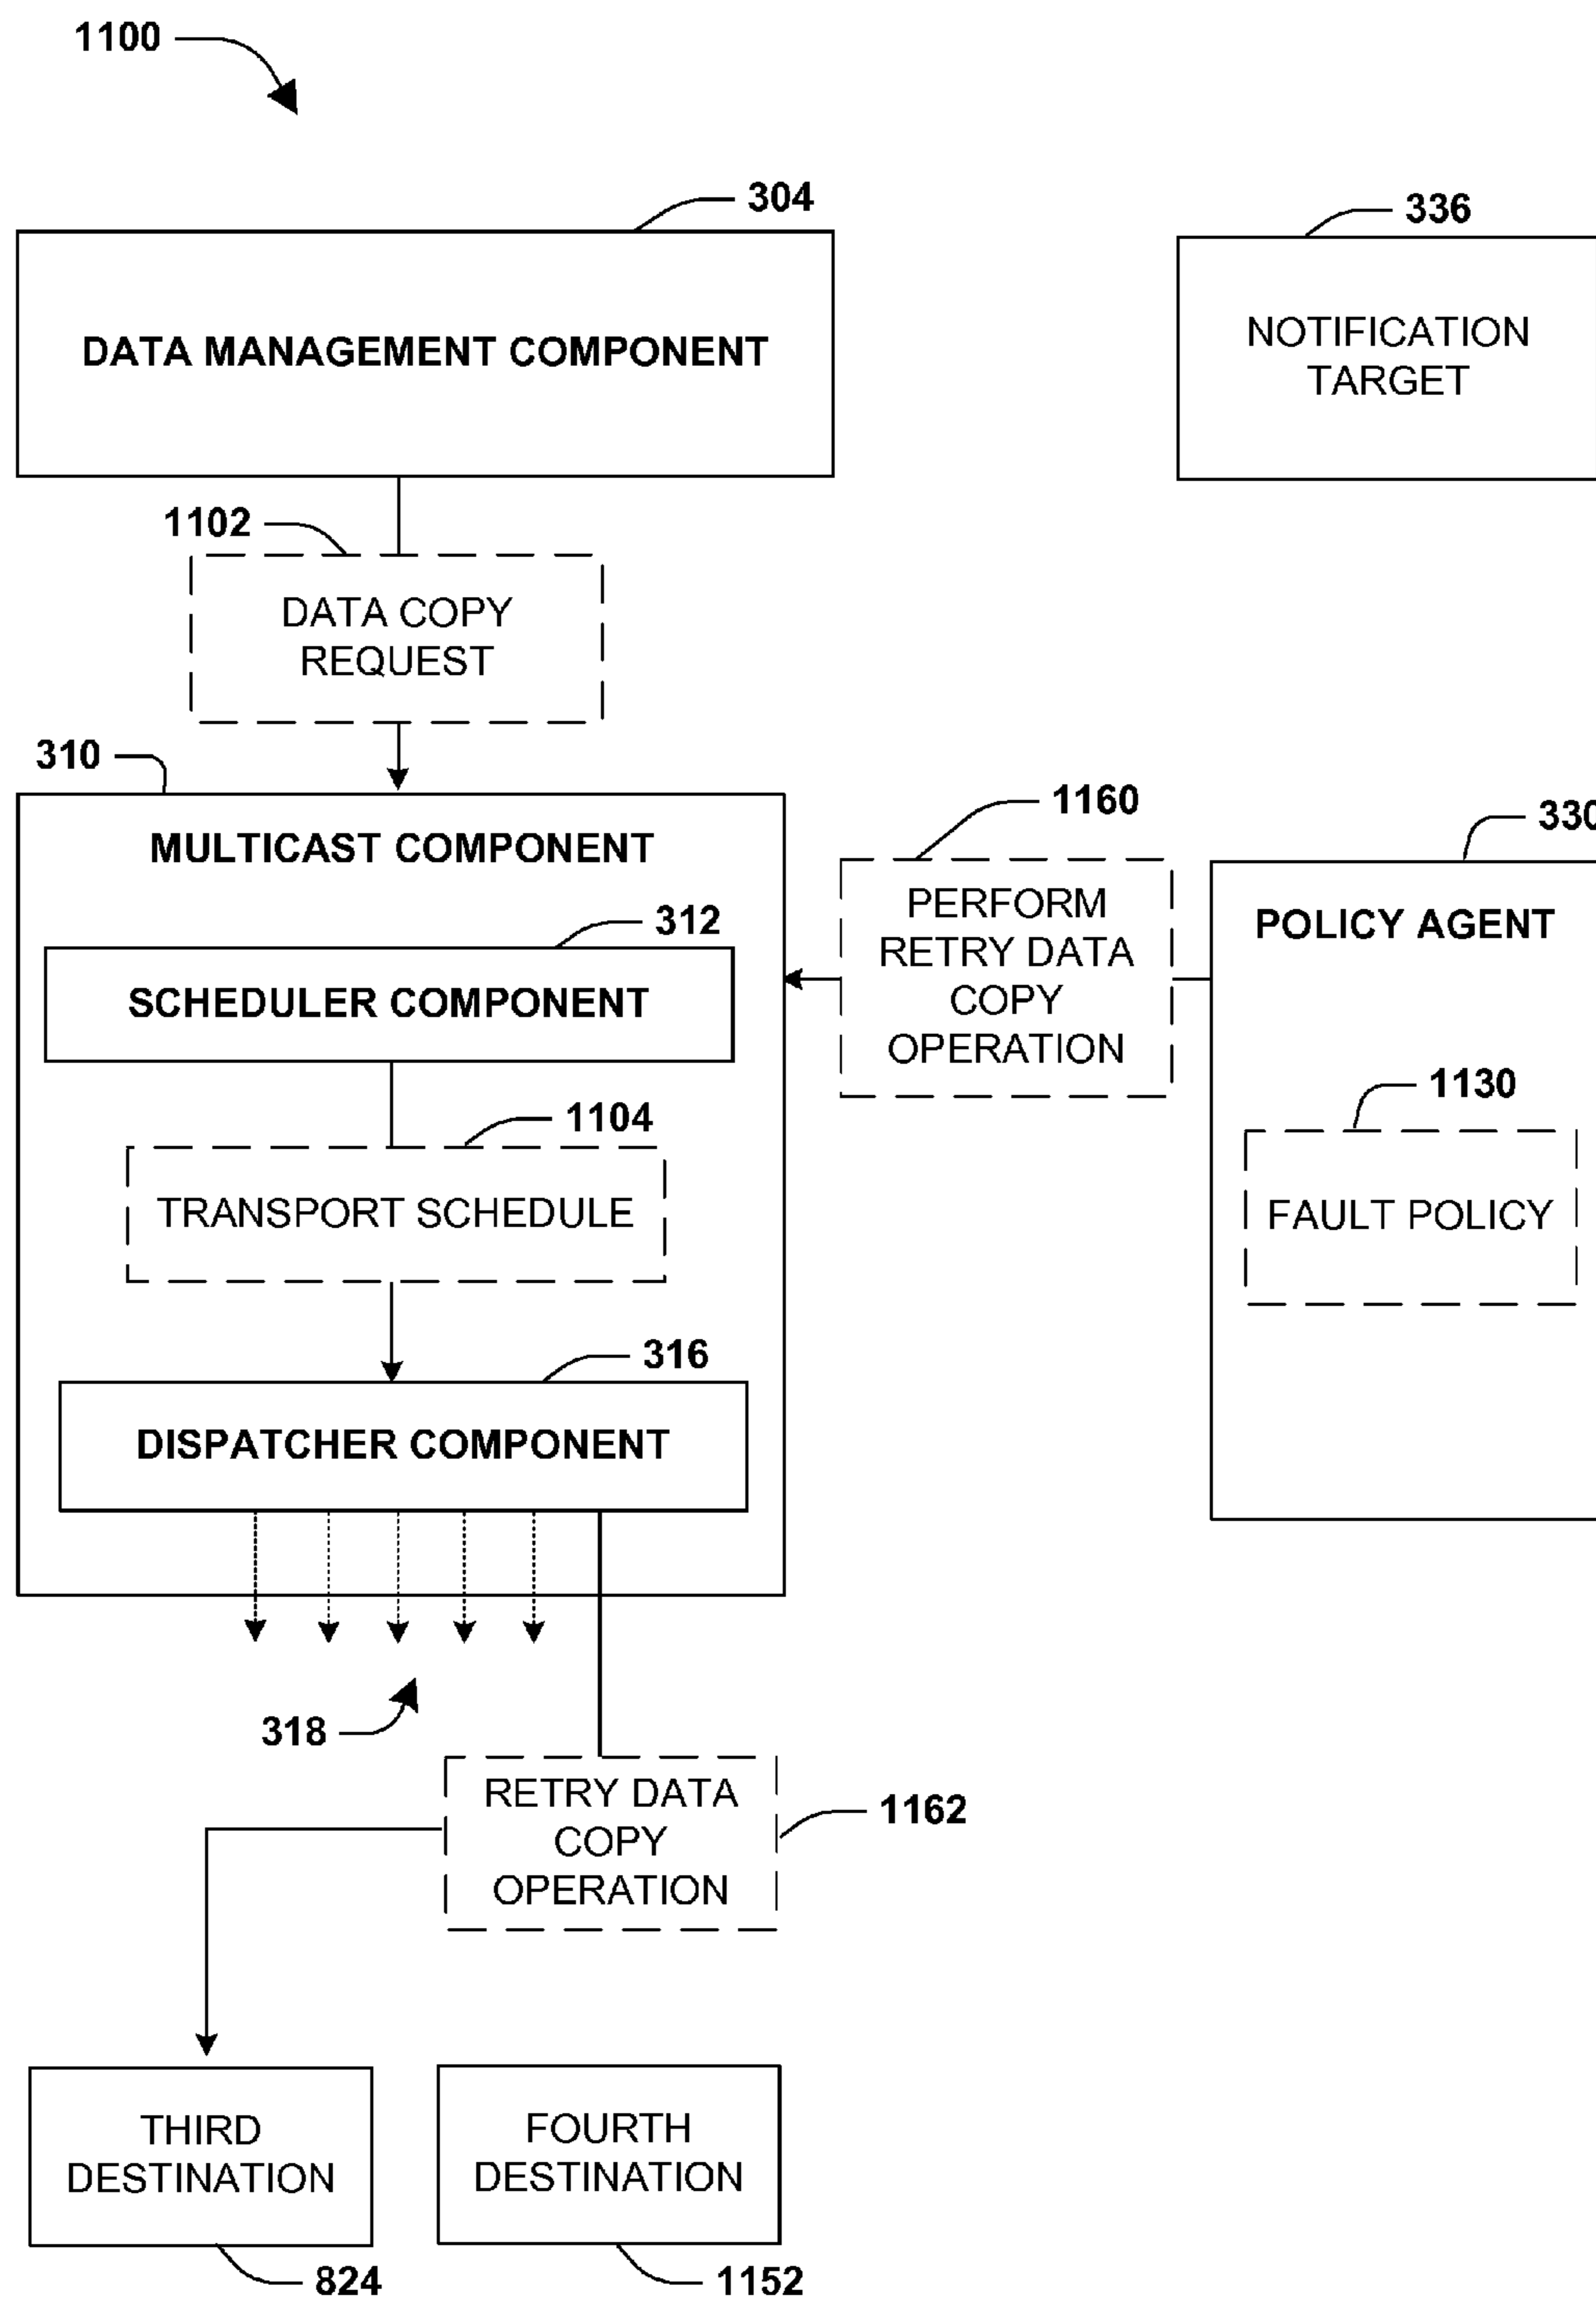 1100
304
336
DATA MANAGEMENT COMPONENT
NOTIFICATION
TARGET
1102
DATA COPY
REQUEST
310
MULTICAST COMPONENT
1160
330
PERFORM
RETRY DATA
COPY
OPERATION
POLICY AGENT
312
SCHEDULER COMPONENT
1104
TRANSPORT SCHEDULE
1130
FAULT POLICY
316
DISPATCHER COMPONENT
318
RETRY DATA
COPY
OPERATION
1162
THIRD
DESTINATION
FOURTH
DESTINATION
824
1152